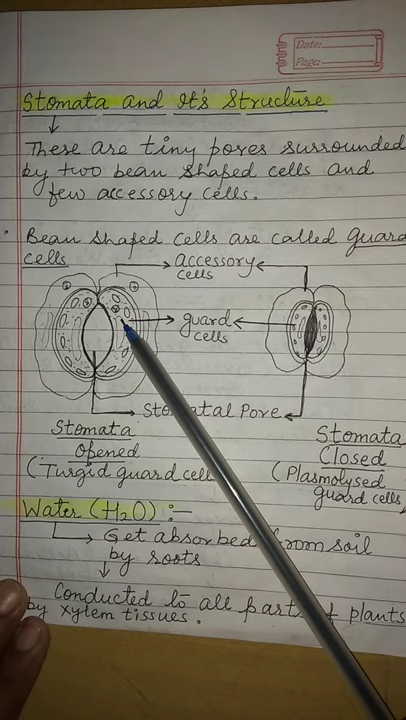 Date:
Page:
Stomata and It's Structure
These are tiny pores surrounded
by two bean shaped cells and
few accessory cells.
Bean shaped cells are called Guard
cells
accessory
cells
guard
cells
Stomatal Pore
Stomata
Opened
(Turgid guard cell
Stomata
Closed
(Plasmolysed
guard cells
Water (H2O) :-
Get absorbed from soil
by roots
Conducted to all parts of plants
by xylem tissues.